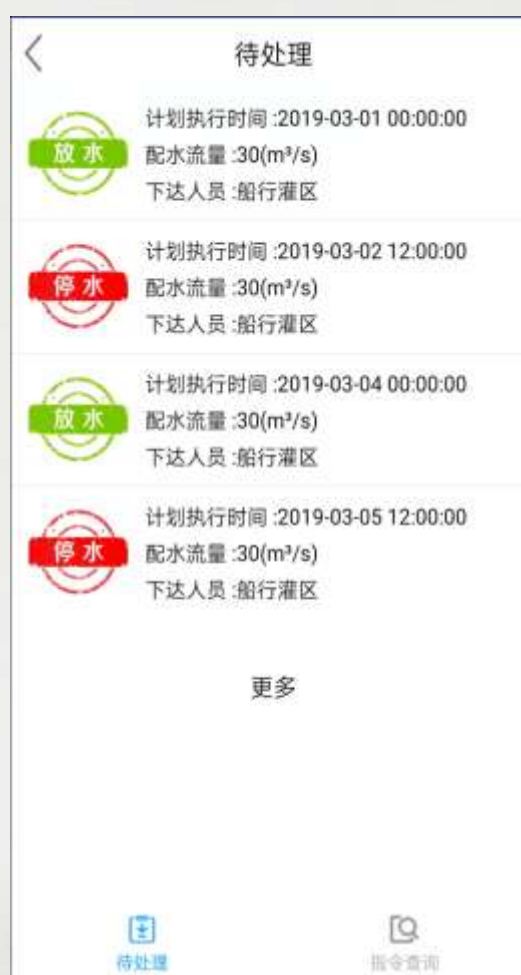 待处理
放水
计划执行时间 :2019-03-01 00:00:00
配水流量 :30(m³/s)
下达人员 :船行灌区
停水
计划执行时间 :2019-03-02 12:00:00
配水流量 :30(m³/s)
下达人员 :船行灌区
放水
计划执行时间 :2019-03-04 00:00:00
配水流量 :30(m³/s)
下达人员 :船行灌区
停水
计划执行时间 :2019-03-05 12:00:00
配水流量 :30(m³/s)
下达人员 :船行灌区
更多
待处理
指令查询